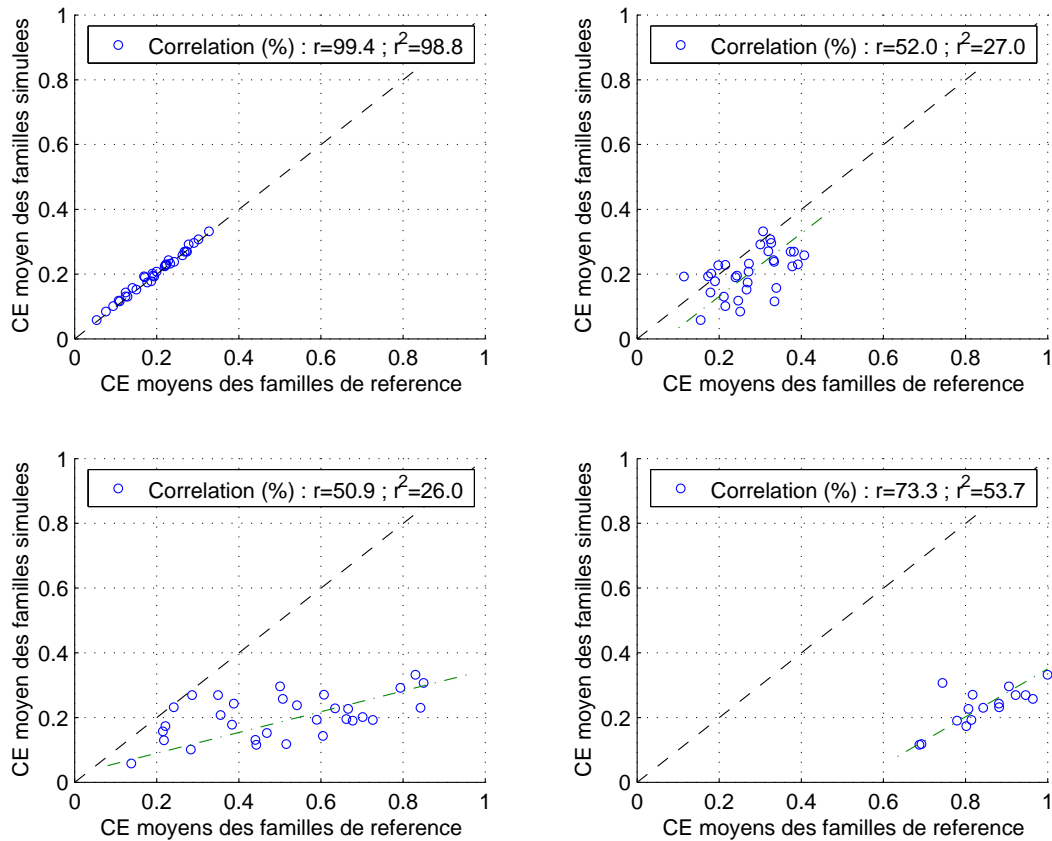 1
1
Correlation (%) : r=99.4 ; r²=98.8
Correlation (%) : r=52.0 ; r²=27.0
0.8
0.8
0.6
0.6
0.4
0.4
0.2
0.2
0
0
0 0.2 0.4 0.6 0.8 1
0 0.2 0.4 0.6 0.8 1
CE moyen des familles simulees
CE moyen des familles simulees
CE moyens des familles de reference
CE moyens des familles de reference
1
1
Correlation (%) : r=50.9 ; r²=26.0
Correlation (%) : r=73.3 ; r²=53.7
0.8
0.8
0.6
0.6
0.4
0.4
0.2
0.2
0
0
0 0.2 0.4 0.6 0.8 1
0 0.2 0.4 0.6 0.8 1
CE moyen des familles simulees
CE moyen des familles simulees
CE moyens des familles de reference
CE moyens des familles de reference